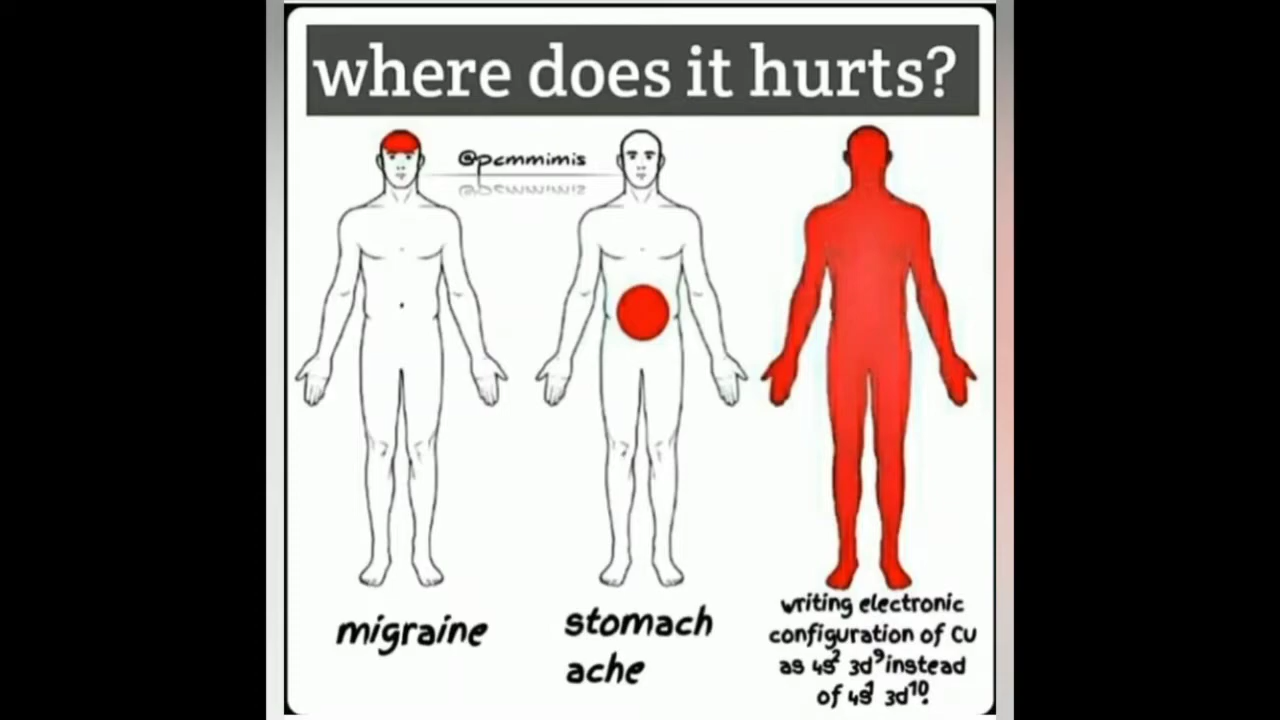 where does it hurts?
@pcmmimis
migraine
stomach
ache
writing electronic
configuration of Cu
as 4s² 3d⁹ instead
of 4s¹ 3d¹⁰.